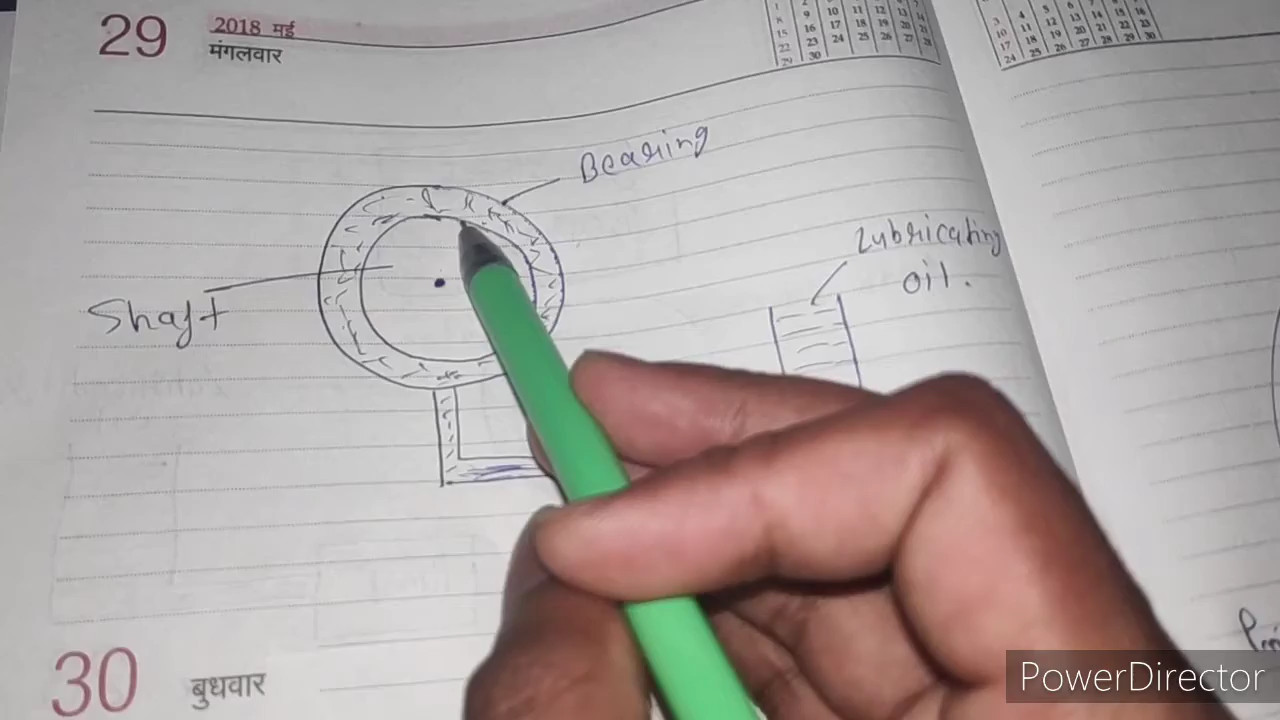 29
2018 मई
मंगलवार
Bearing
Lubricating
oil.
Shaft
30
बुधवार
PowerDirector